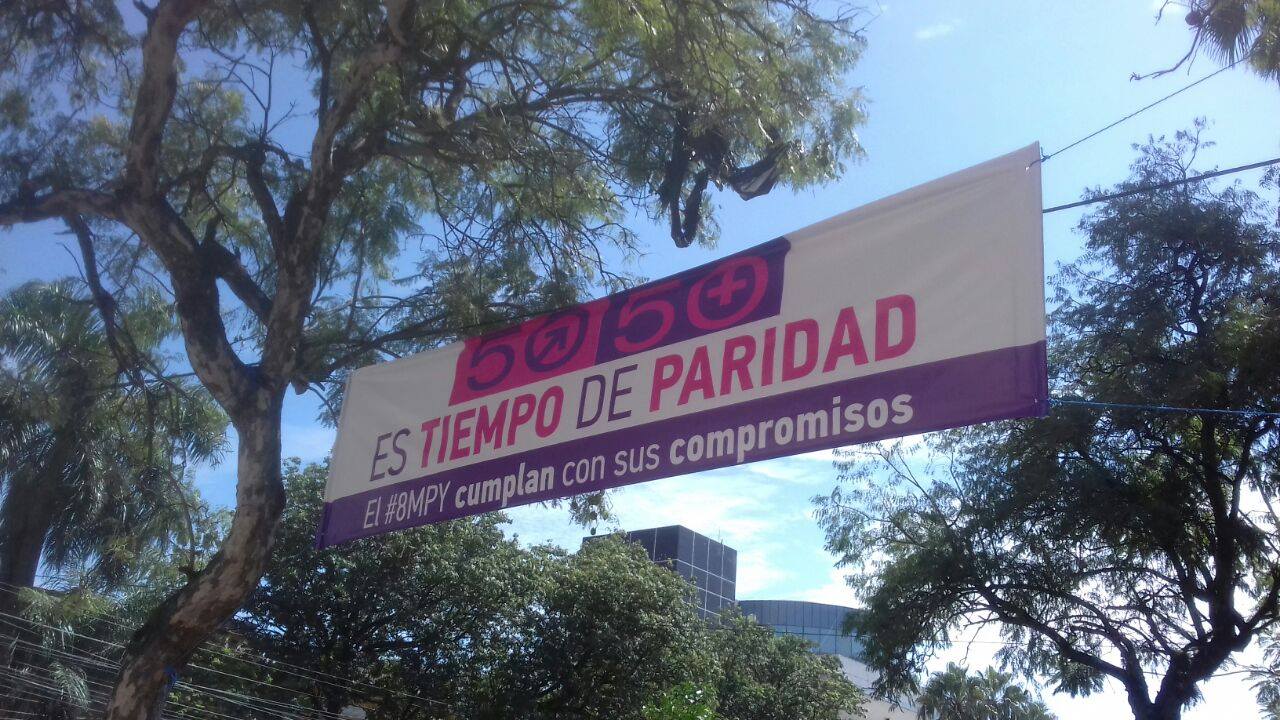 50 50
ES TIEMPO DE PARIDAD
El #8MPY cumplan con sus compromisos